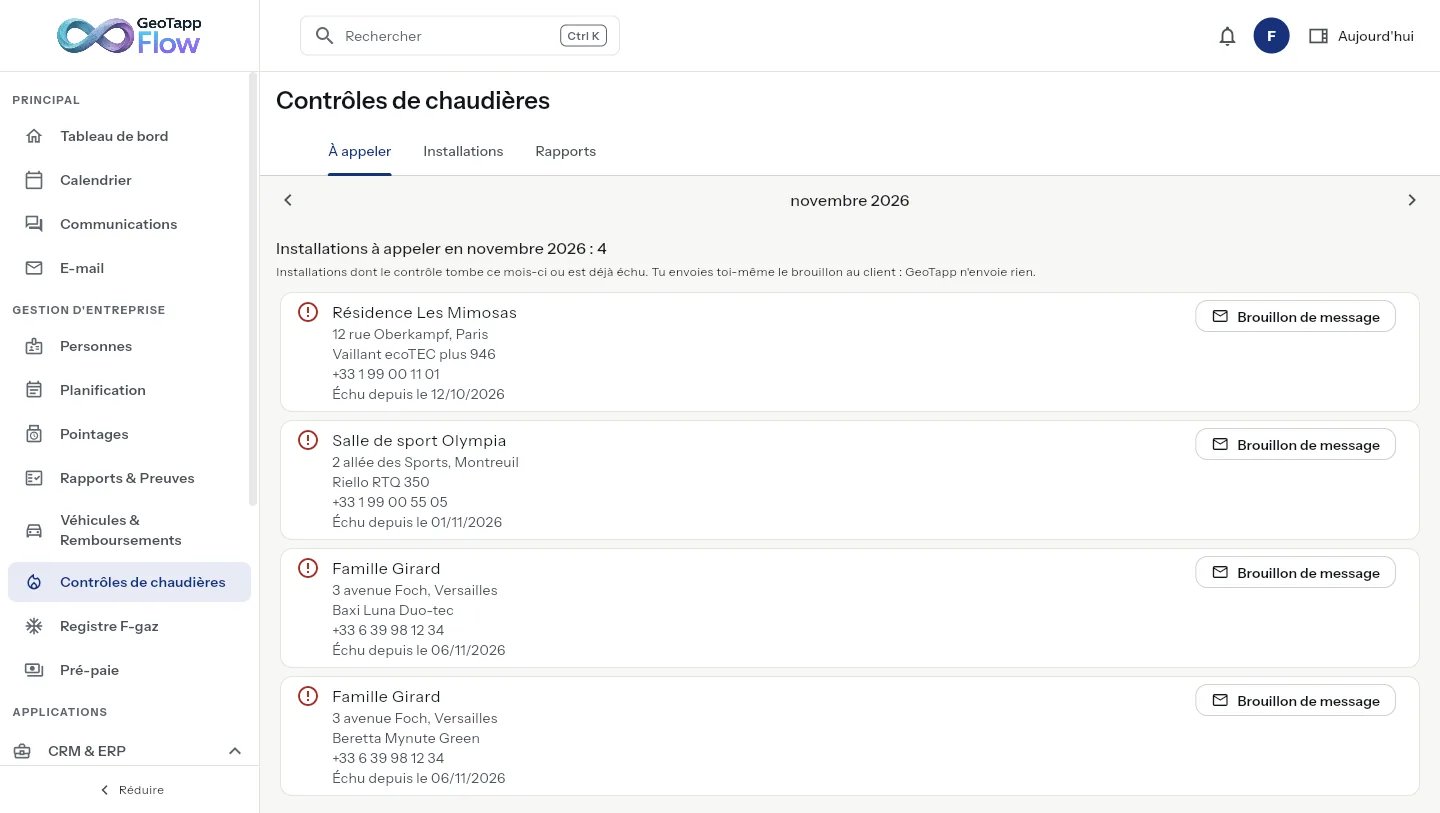 GeoTapp
Flow
Rechercher
Ctrl K
F
Aujourd'hui
PRINCIPAL
Tableau de bord
Calendrier
Communications
E-mail
GESTION D'ENTREPRISE
Personnes
Planification
Pointages
Rapports & Preuves
Véhicules &
Remboursements
Contrôles de chaudières
Registre F-gaz
Pré-paie
APPLICATIONS
CRM & ERP
Réduire
Contrôles de chaudières
À appeler
Installations
Rapports
novembre 2026
Installations à appeler en novembre 2026 : 4
Installations dont le contrôle tombe ce mois-ci ou est déjà échu. Tu envoies toi-même le brouillon au client : GeoTapp n'envoie rien.
Résidence Les Mimosas
12 rue Oberkampf, Paris
Vaillant ecoTEC plus 946
+33 1 99 00 11 01
Échu depuis le 12/10/2026
Brouillon de message
Salle de sport Olympia
2 allée des Sports, Montreuil
Riello RTQ 350
+33 1 99 00 55 05
Échu depuis le 01/11/2026
Brouillon de message
Famille Girard
3 avenue Foch, Versailles
Baxi Luna Duo-tec
+33 6 39 98 12 34
Échu depuis le 06/11/2026
Brouillon de message
Famille Girard
3 avenue Foch, Versailles
Beretta Mynute Green
+33 6 39 98 12 34
Échu depuis le 06/11/2026
Brouillon de message